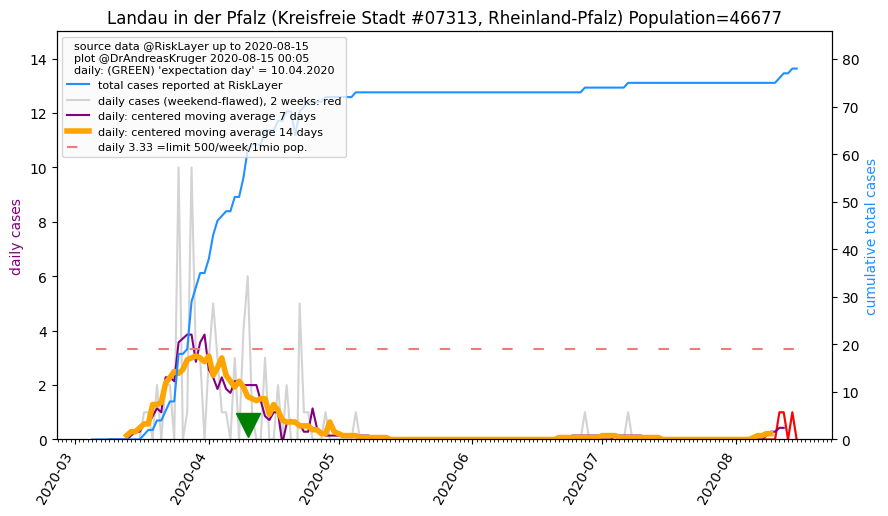 Landau in der Pfalz (Kreisfreie Stadt #07313, Rheinland-Pfalz) Population=46677
source data @RiskLayer up to 2020-08-15
plot @DrAndreasKruger 2020-08-15 00:05
daily: (GREEN) 'expectation day' = 10.04.2020
total cases reported at RiskLayer
daily cases (weekend-flawed), 2 weeks: red
daily: centered moving average 7 days
daily: centered moving average 14 days
daily 3.33 =limit 500/week/1mio pop.
daily cases
14
12
10
8
6
4
2
0
cumulative total cases
80
70
60
50
40
30
20
10
0
2020-03
2020-04
2020-05
2020-06
2020-07
2020-08